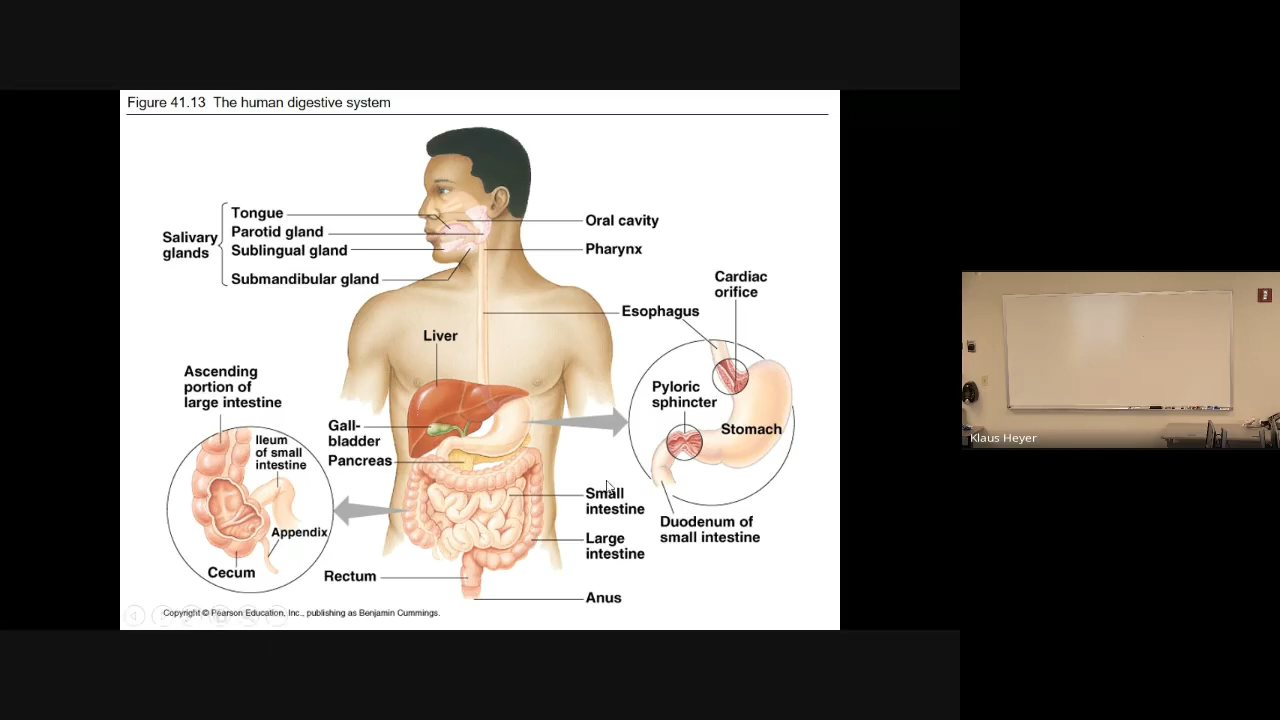 Figure 41.13 The human digestive system
Tongue
Parotid gland
Sublingual gland
Submandibular gland
Salivary
glands
Oral cavity
Pharynx
Esophagus
Cardiac
orifice
Liver
Ascending
portion of
large intestine
Pyloric
sphincter
Stomach
Gall-
bladder
Pancreas
Ileum
of small
intestine
Small
intestine
Duodenum of
small intestine
Appendix
Large
intestine
Cecum
Rectum
Anus
Copyright © Pearson Education, Inc., publishing as Benjamin Cummings.
Klaus Heyer